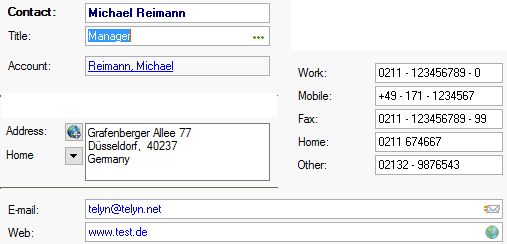 Contact: Michael Reimann
Title: Manager
Account: Reimann, Michael
Work: 0211 - 123456789 - 0
Mobile: +49 - 171 - 1234567
Fax: 0211 - 123456789 - 99
Home: 0211 674667
Other: 02132 - 9876543
Address: Grafenberger Allee 77
Düsseldorf, 40237
Home Germany
E-mail: telyn@telyn.net
Web: www.test.de